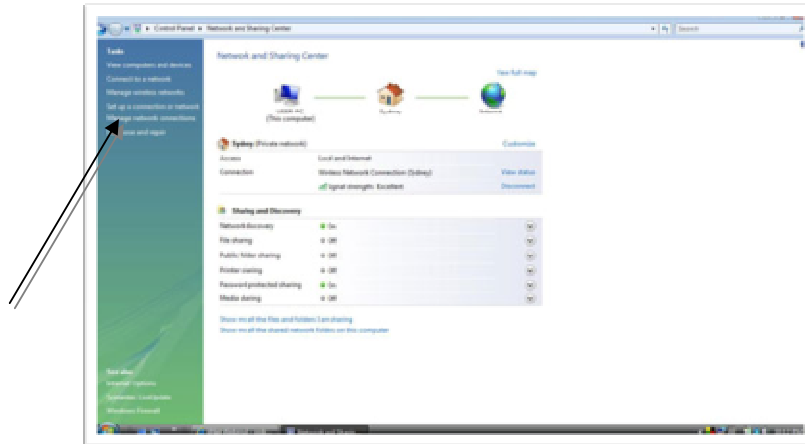 Control Panel ▸ Network and Sharing Center
Search
Tasks
View computers and devices
Connect to a network
Manage wireless networks
Set up a connection or network
Manage network connections
and repair
Network and Sharing Center
View full map
(This computer)
Sydney
Internet
Sydney (Private network)
Customize
Access
Local and Internet
Connection
Wireless Network Connection (Sydney)
View status
Signal strength: Excellent
Disconnect
Sharing and Discovery
Network discovery
On
File sharing
Off
Public folder sharing
Off
Printer sharing
Off
Password protected sharing
On
Media sharing
Off
Show me all the files and folders I am sharing
Show me all the shared network folders on this computer
See also
Internet Options
Windows Firewall